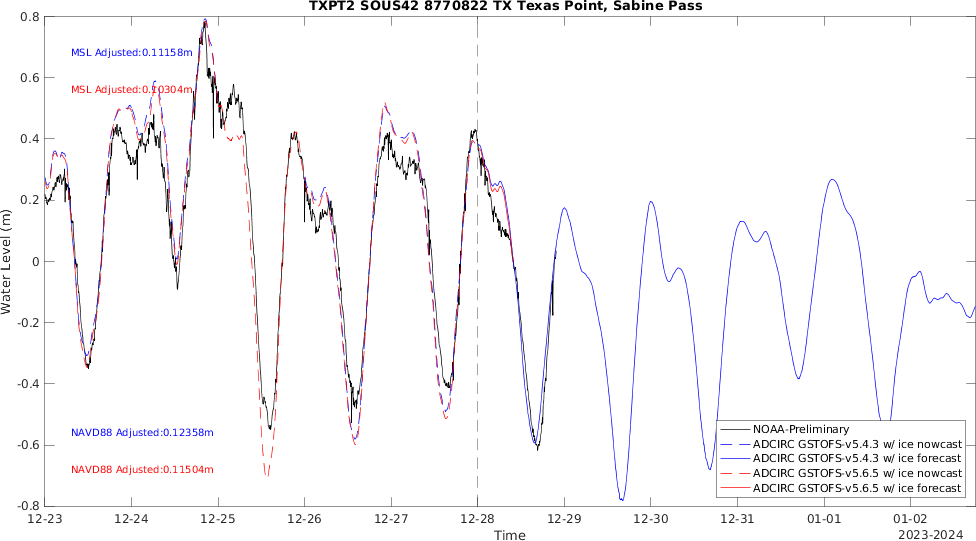 TXPT2 SOUS42 8770822 TX Texas Point, Sabine Pass
0.8
0.6
0.4
0.2
0
-0.2
-0.4
-0.6
-0.8
Water Level (m)
MSL Adjusted:0.11158m
MSL Adjusted:0.10304m
NAVD88 Adjusted:0.12358m
NAVD88 Adjusted:0.11504m
NOAA-Preliminary
ADCIRC GSTOFS-v5.4.3 w/ ice nowcast
ADCIRC GSTOFS-v5.4.3 w/ ice forecast
ADCIRC GSTOFS-v5.6.5 w/ ice nowcast
ADCIRC GSTOFS-v5.6.5 w/ ice forecast
12-23 12-24 12-25 12-26 12-27 12-28 12-29 12-30 12-31 01-01 01-02
Time
2023-2024